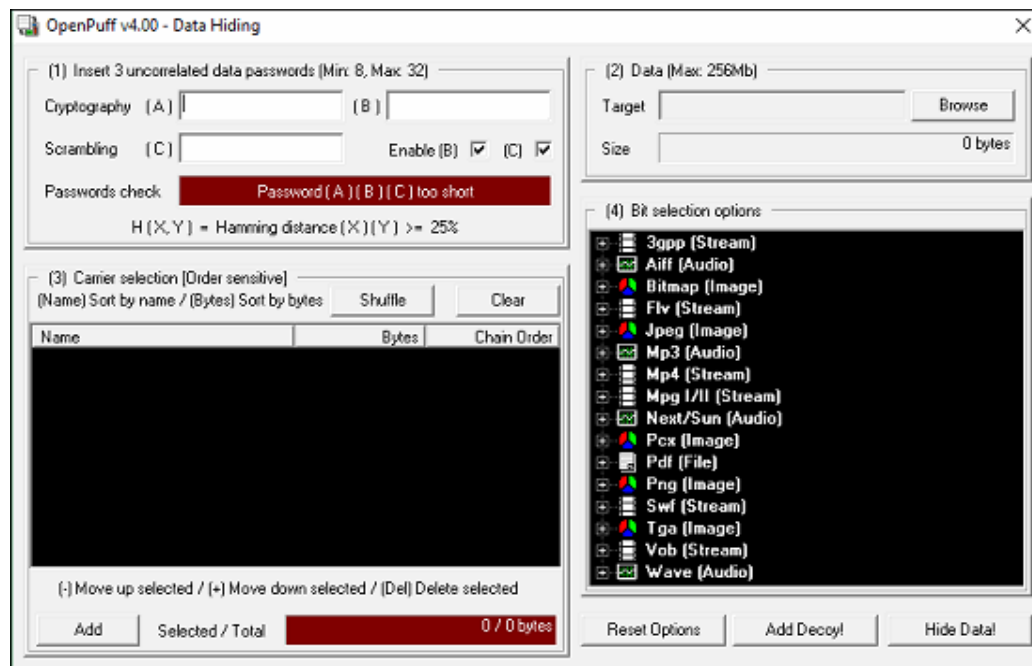 OpenPuff v4.00 - Data Hiding
(1) Insert 3 uncorrelated data passwords (Min: 8, Max: 32)
Cryptography (A) (B)
Scrambling (C) Enable (B) (C)
Passwords check Password (A) (B) (C) too short
H (X,Y) = Hamming distance (X) (Y) >= 25%
(2) Data (Max: 256Mb)
Target Browse
Size 0 bytes
(3) Carrier selection [Order sensitive]
(Name) Sort by name / (Bytes) Sort by bytes Shuffle Clear
Name Bytes Chain Order
(-) Move up selected / (+) Move down selected / (Del) Delete selected
Add Selected / Total 0 / 0 bytes
(4) Bit selection options
3gpp (Stream)
Aiff (Audio)
Bitmap (Image)
Flv (Stream)
Jpeg (Image)
Mp3 (Audio)
Mp4 (Stream)
Mpg I/II (Stream)
Next/Sun (Audio)
Pcx (Image)
Pdf (File)
Png (Image)
Swf (Stream)
Tga (Image)
Vob (Stream)
Wave (Audio)
Reset Options Add Decoy! Hide Data!